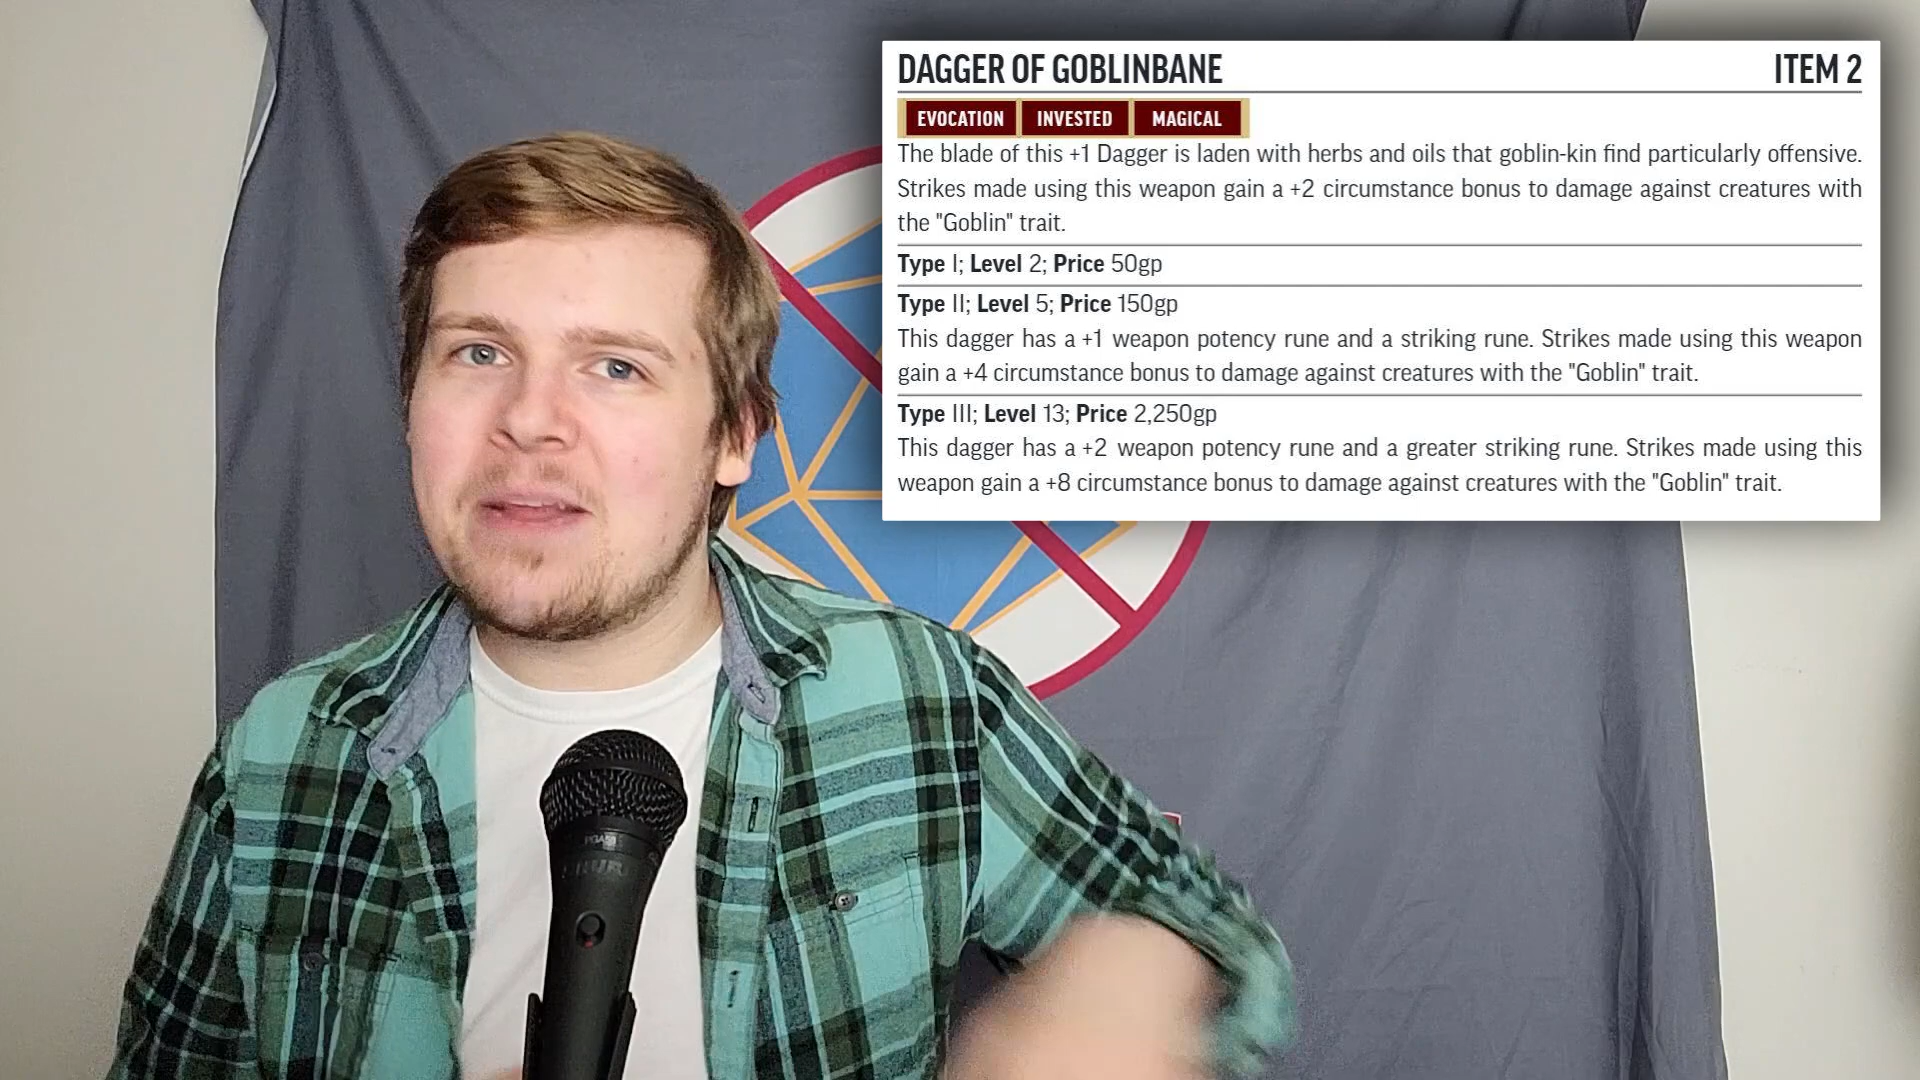 DAGGER OF GOBLINBANE ITEM 2
EVOCATION INVESTED MAGICAL
The blade of this +1 Dagger is laden with herbs and oils that goblin-kin find particularly offensive.
Strikes made using this weapon gain a +2 circumstance bonus to damage against creatures with
the "Goblin" trait.
Type I; Level 2; Price 50gp
Type II; Level 5; Price 150gp
This dagger has a +1 weapon potency rune and a striking rune. Strikes made using this weapon
gain a +4 circumstance bonus to damage against creatures with the "Goblin" trait.
Type III; Level 13; Price 2,250gp
This dagger has a +2 weapon potency rune and a greater striking rune. Strikes made using this
weapon gain a +8 circumstance bonus to damage against creatures with the "Goblin" trait.